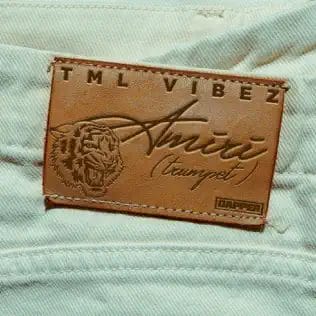 TML VIBEZ
Amiri
(trumpet)
DAPPER